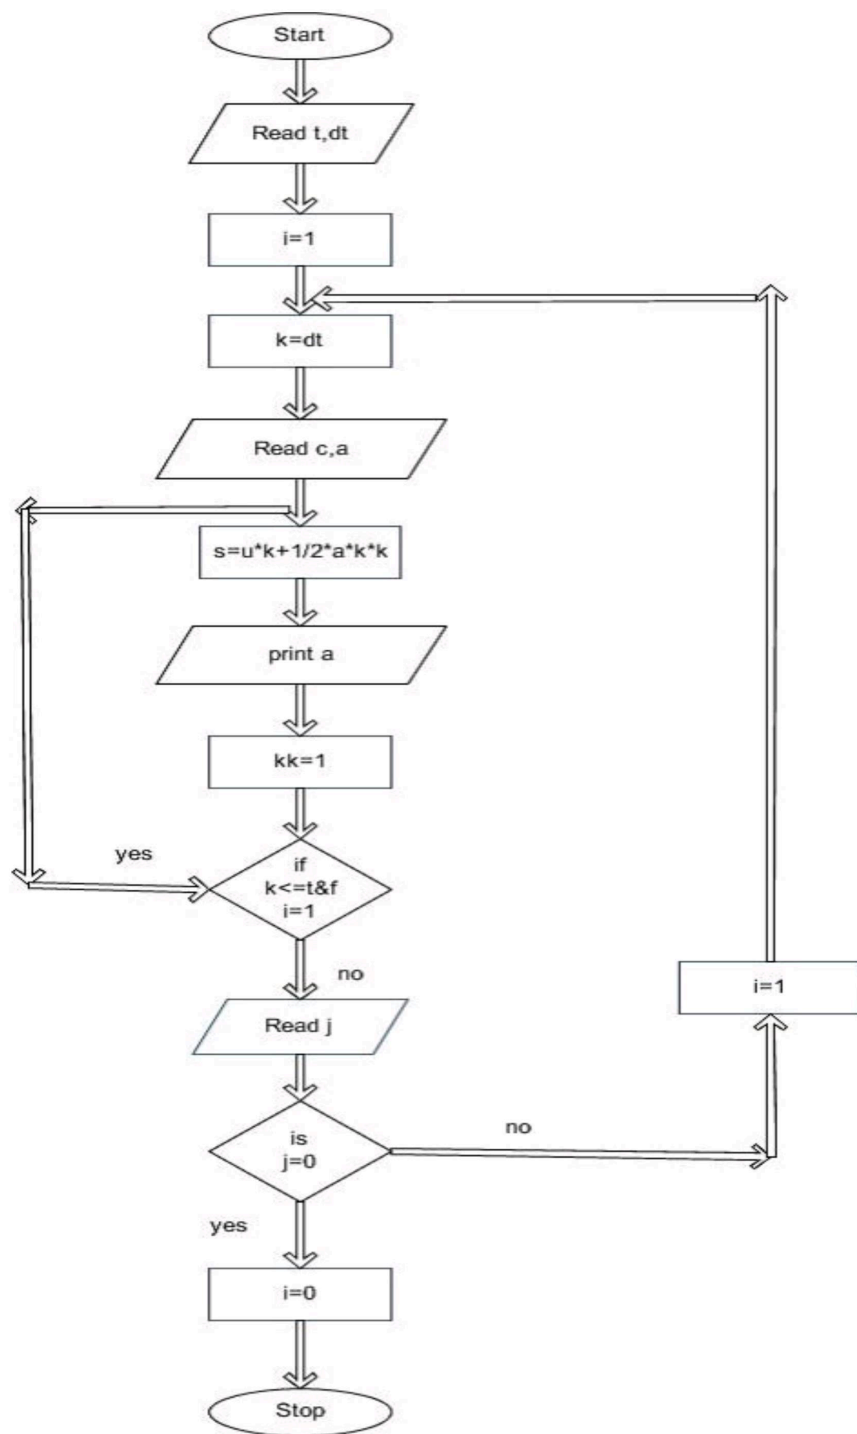 Start
Read t,dt
i=1
k=dt
Read c,a
s=u*k+1/2*a*k*k
print a
kk=1
yes
if
k<=t&f
i=1
no
i=1
Read j
is
j=0
no
yes
i=0
Stop